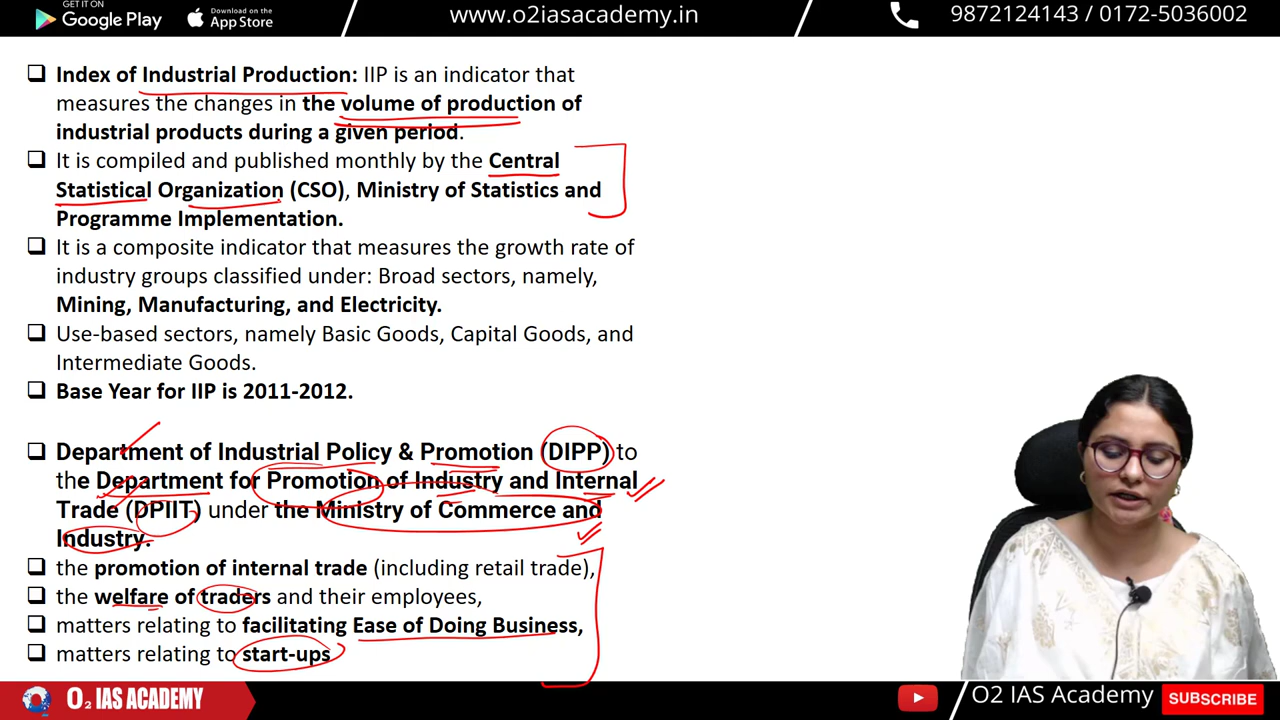 GET IT ON
Google Play
Download on the
App Store
www.o2iasacademy.in
9872124143 / 0172-5036002
Index of Industrial Production: IIP is an indicator that
measures the changes in the volume of production of
industrial products during a given period.
It is compiled and published monthly by the Central
Statistical Organization (CSO), Ministry of Statistics and
Programme Implementation.
It is a composite indicator that measures the growth rate of
industry groups classified under: Broad sectors, namely,
Mining, Manufacturing, and Electricity.
Use-based sectors, namely Basic Goods, Capital Goods, and
Intermediate Goods.
Base Year for IIP is 2011-2012.
Department of Industrial Policy & Promotion (DIPP) to
the Department for Promotion of Industry and Internal
Trade (DPIIT) under the Ministry of Commerce and
Industry.
the promotion of internal trade (including retail trade),
the welfare of traders and their employees,
matters relating to facilitating Ease of Doing Business,
matters relating to start-ups
O2 IAS ACADEMY
O2 IAS Academy
SUBSCRIBE